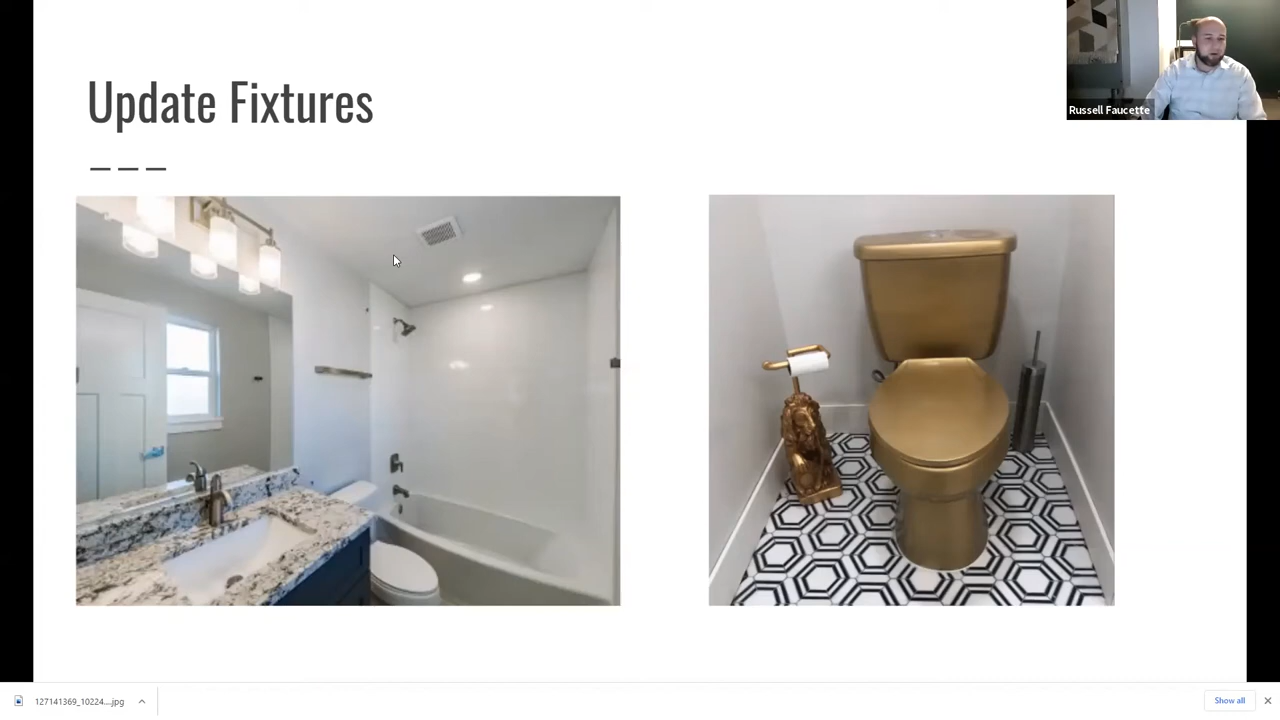 Russell Faucette
Update Fixtures
127141369_10224....jpg
Show all